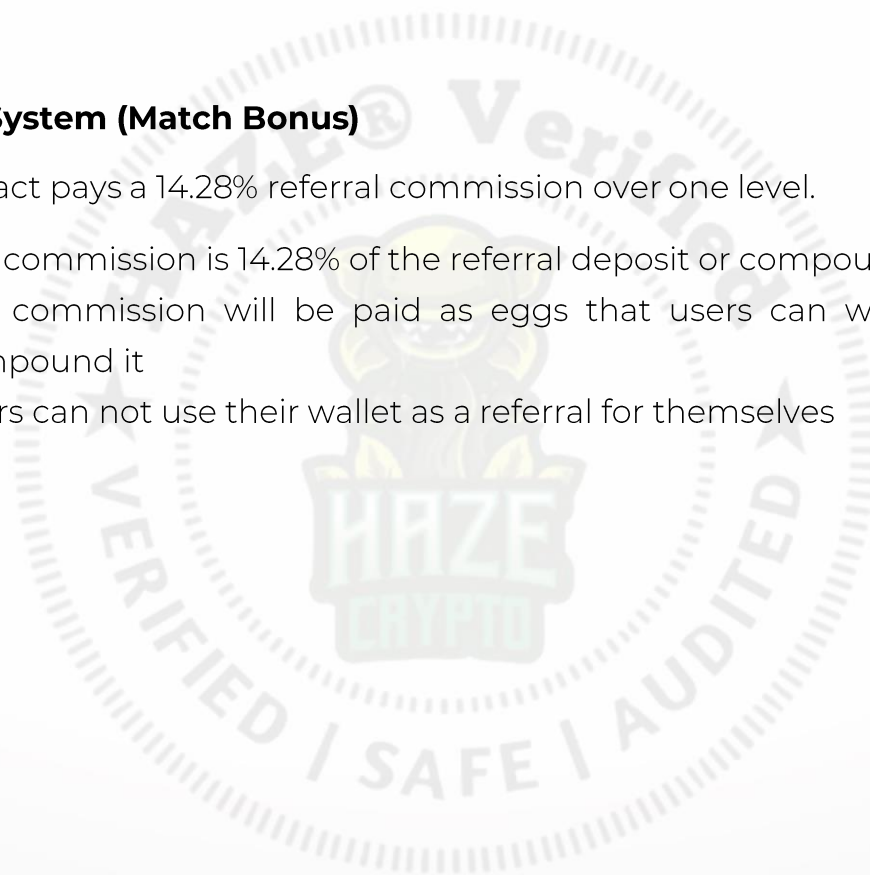 System (Match Bonus)
act pays a 14.28% referral commission over one level.
commission is 14.28% of the referral deposit or compou
commission will be paid as eggs that users can w
mpound it
rs can not use their wallet as a referral for themselves
HAZE® Verified
HAZE
CRYPTO
VERIFIED | SAFE | AUDITED